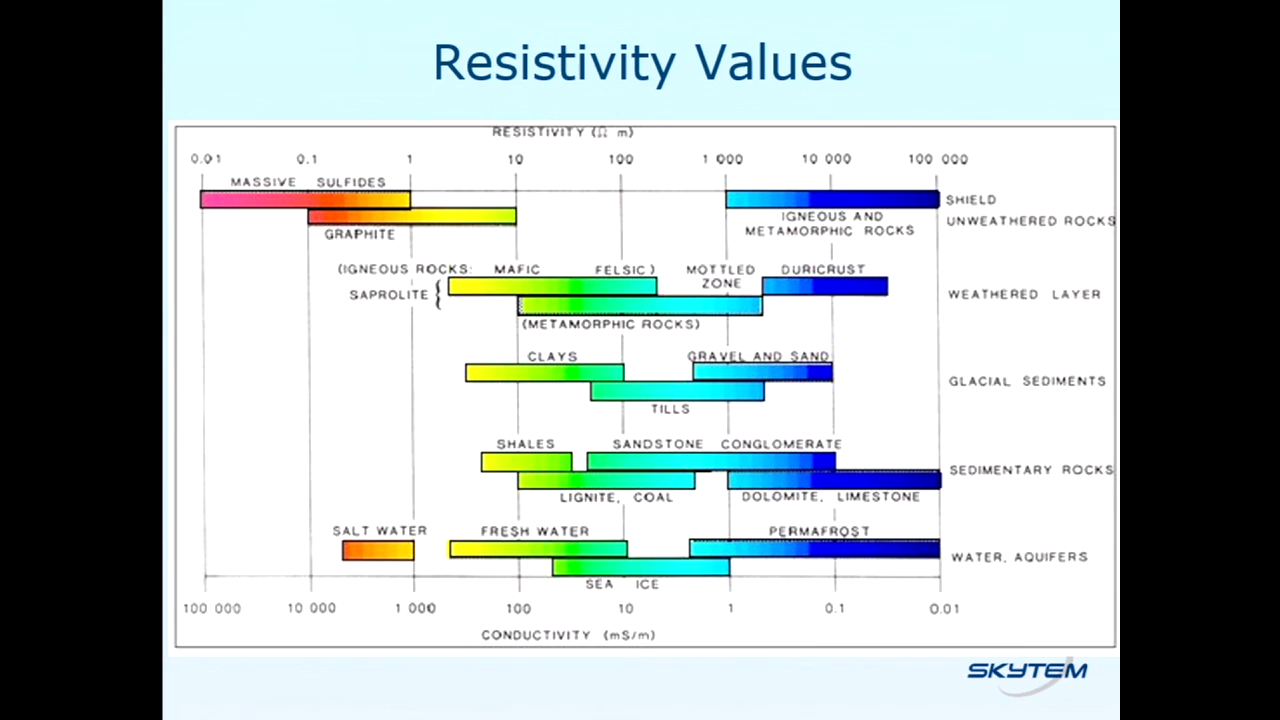 Resistivity Values
RESISTIVITY (Ω m)
0.01 0.1 1 10 100 1 000 10 000 100 000
MASSIVE SULFIDES
SHIELD
GRAPHITE
IGNEOUS AND
METAMORPHIC ROCKS
UNWEATHERED ROCKS
(IGNEOUS ROCKS: MAFIC FELSIC)
MOTTLED
ZONE
DURICRUST
SAPROLITE
WEATHERED LAYER
(METAMORPHIC ROCKS)
CLAYS
GRAVEL AND SAND
GLACIAL SEDIMENTS
TILLS
SHALES
SANDSTONE CONGLOMERATE
SEDIMENTARY ROCKS
LIGNITE, COAL
DOLOMITE, LIMESTONE
SALT WATER
FRESH WATER
PERMAFROST
WATER, AQUIFERS
SEA ICE
100 000 10 000 1 000 100 10 1 0.1 0.01
CONDUCTIVITY (mS/m)
SKYTEM